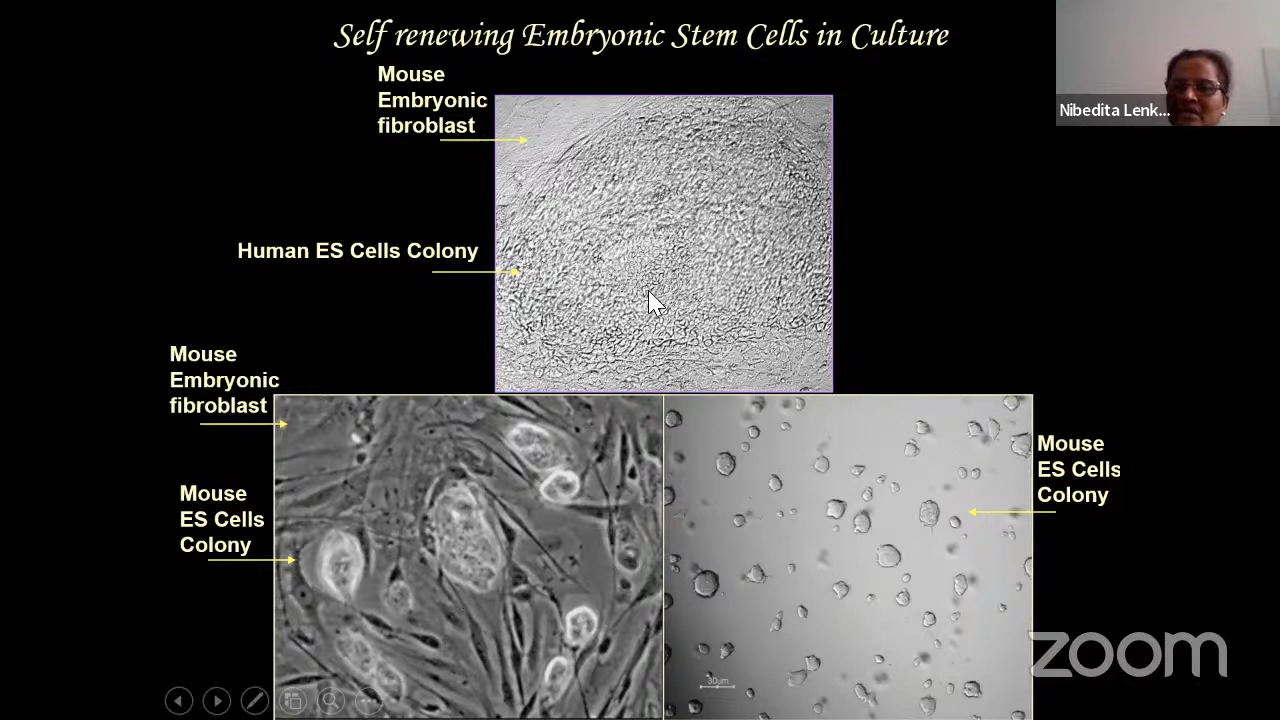 Self renewing Embryonic Stem Cells in Culture
Nibedita Lenk...
Mouse
Embryonic
fibroblast
Human ES Cells Colony
Mouse
Embryonic
fibroblast
Mouse
ES Cells
Colony
Mouse
ES Cells
Colony
30um
zoom